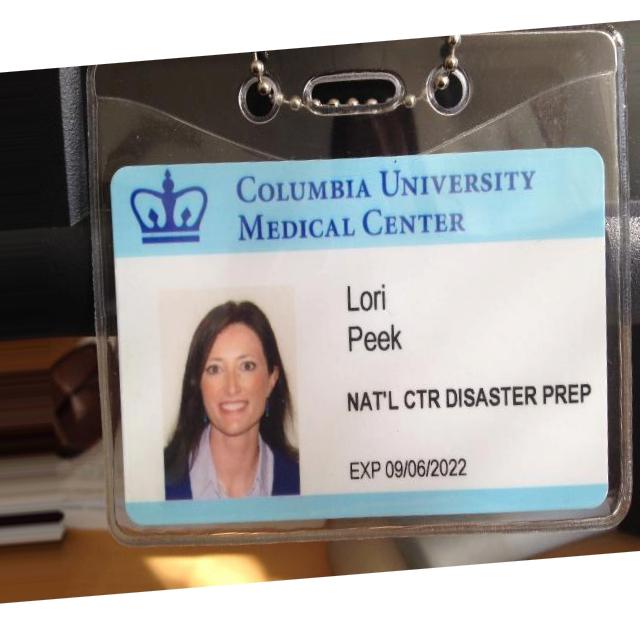 COLUMBIA UNIVERSITY
MEDICAL CENTER
Lori
Peek
NAT'L CTR DISASTER PREP
EXP 09/06/2022